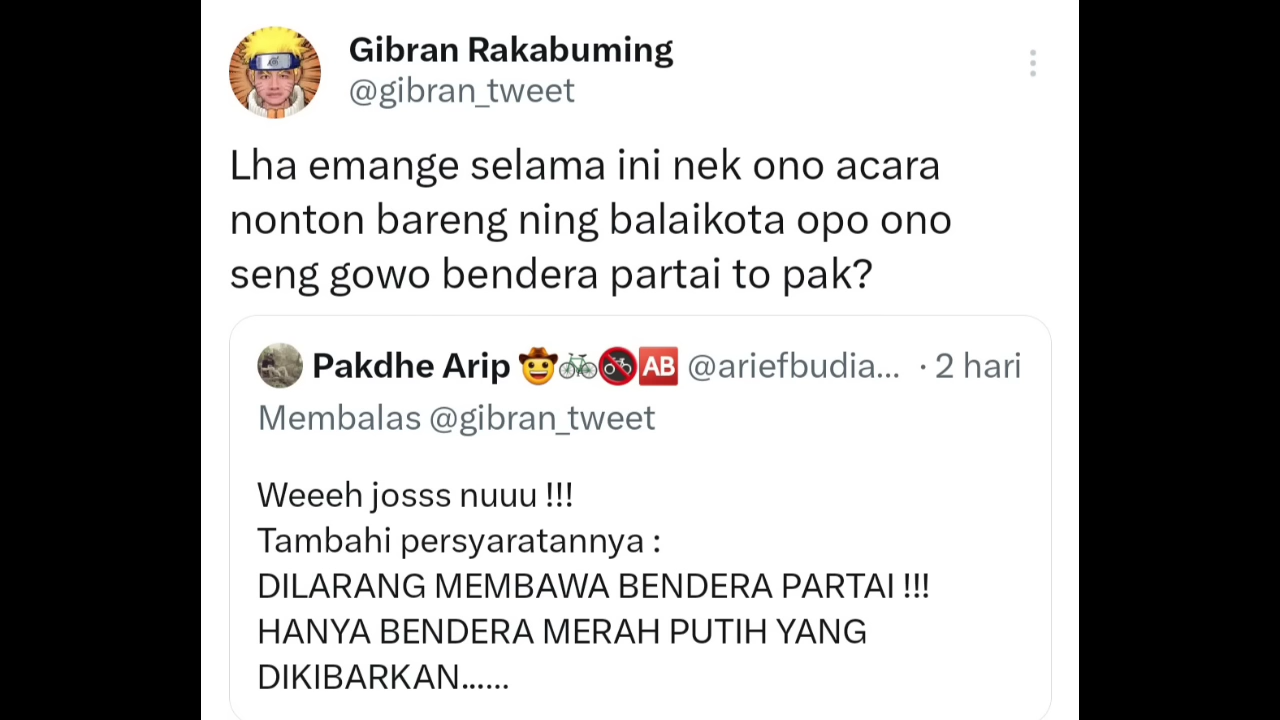 Gibran Rakabuming
@gibran_tweet
Lha emange selama ini nek ono acara
nonton bareng ning balaikota opo ono
seng gowo bendera partai to pak?
Pakdhe Arip 🤠🚲🚳🆎 @ariefbudia... · 2 hari
Membalas @gibran_tweet
Weeeh josss nuuu !!!
Tambahi persyaratannya :
DILARANG MEMBAWA BENDERA PARTAI !!!
HANYA BENDERA MERAH PUTIH YANG
DIKIBARKAN......